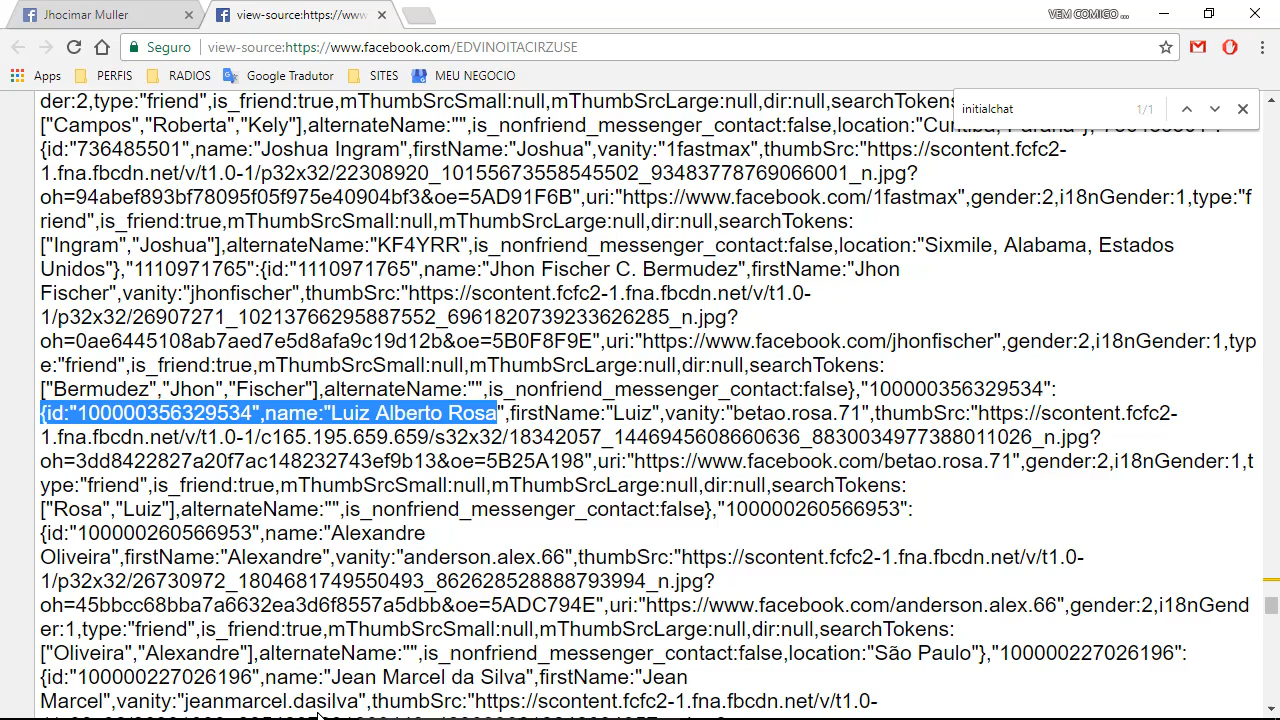 Jhocimar Muller
view-source:https://www
VEM COMIGO ...
Seguro
view-source:https://www.facebook.com/EDVINOITACIRZUSE
Apps
PERFIS
RADIOS
Google Tradutor
SITES
MEU NEGOCIO
initialchat
1/1
der:2,type:"friend",is_friend:true,mThumbSrcSmall:null,mThumbSrcLarge:null,dir:null,searchTokens:
["Campos","Roberta","Kely"],alternateName:"",is_nonfriend_messenger_contact:false,location:
{id:"736485501",name:"Joshua Ingram",firstName:"Joshua",vanity:"1fastmax",thumbSrc:"https://scontent.fcfc2-
1.fna.fbcdn.net/v/t1.0-1/p32x32/22308920_10155673558545502_93483778769066001_n.jpg?
oh=94abef893bf78095f05f975e40904bf3&oe=5AD91F6B",uri:"https://www.facebook.com/1fastmax",gender:2,i18nGender:1,type:"f
riend",is_friend:true,mThumbSrcSmall:null,mThumbSrcLarge:null,dir:null,searchTokens:
["Ingram","Joshua"],alternateName:"KF4YRR",is_nonfriend_messenger_contact:false,location:"Sixmile, Alabama, Estados
Unidos"},"1110971765":{id:"1110971765",name:"Jhon Fischer C. Bermudez",firstName:"Jhon
Fischer",vanity:"jhonfischer",thumbSrc:"https://scontent.fcfc2-1.fna.fbcdn.net/v/t1.0-
1/p32x32/26907271_10213766295887552_6961820739233626285_n.jpg?
oh=0ae6445108ab7aed7e5d8afa9c19d12b&oe=5B0F8F9E",uri:"https://www.facebook.com/jhonfischer",gender:2,i18nGender:1,typ
e:"friend",is_friend:true,mThumbSrcSmall:null,mThumbSrcLarge:null,dir:null,searchTokens:
["Bermudez","Jhon","Fischer"],alternateName:"",is_nonfriend_messenger_contact:false},"100000356329534":
{id:"100000356329534",name:"Luiz Alberto Rosa",firstName:"Luiz",vanity:"betao.rosa.71",thumbSrc:"https://scontent.fcfc2-
1.fna.fbcdn.net/v/t1.0-1/c165.195.659.659/s32x32/18342057_1446945608660636_8830034977388011026_n.jpg?
oh=3dd8422827a20f7ac148232743ef9b13&oe=5B25A198",uri:"https://www.facebook.com/betao.rosa.71",gender:2,i18nGender:1,t
ype:"friend",is_friend:true,mThumbSrcSmall:null,mThumbSrcLarge:null,dir:null,searchTokens:
["Rosa","Luiz"],alternateName:"",is_nonfriend_messenger_contact:false},"100000260566953":
{id:"100000260566953",name:"Alexandre
Oliveira",firstName:"Alexandre",vanity:"anderson.alex.66",thumbSrc:"https://scontent.fcfc2-1.fna.fbcdn.net/v/t1.0-
1/p32x32/26730972_1804681749550493_862628528888793994_n.jpg?
oh=45bbcc68bba7a6632ea3d6f8557a5dbb&oe=5ADC794E",uri:"https://www.facebook.com/anderson.alex.66",gender:2,i18nGend
er:1,type:"friend",is_friend:true,mThumbSrcSmall:null,mThumbSrcLarge:null,dir:null,searchTokens:
["Oliveira","Alexandre"],alternateName:"",is_nonfriend_messenger_contact:false,location:"São Paulo"},"100000227026196":
{id:"100000227026196",name:"Jean Marcel da Silva",firstName:"Jean
Marcel",vanity:"jeanmarcel.dasilva",thumbSrc:"https://scontent.fcfc2-1.fna.fbcdn.net/v/t1.0-